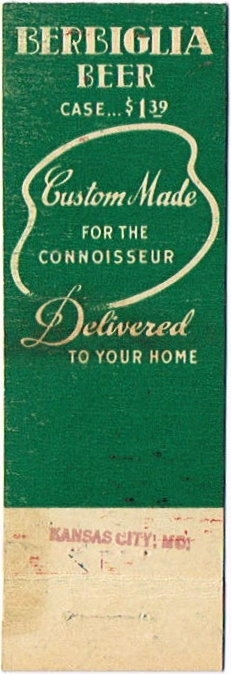 BERBIGLIA
BEER
CASE...$1.39
Custom Made
FOR THE
CONNOISSEUR
Delivered
TO YOUR HOME
KANSAS CITY, MO.